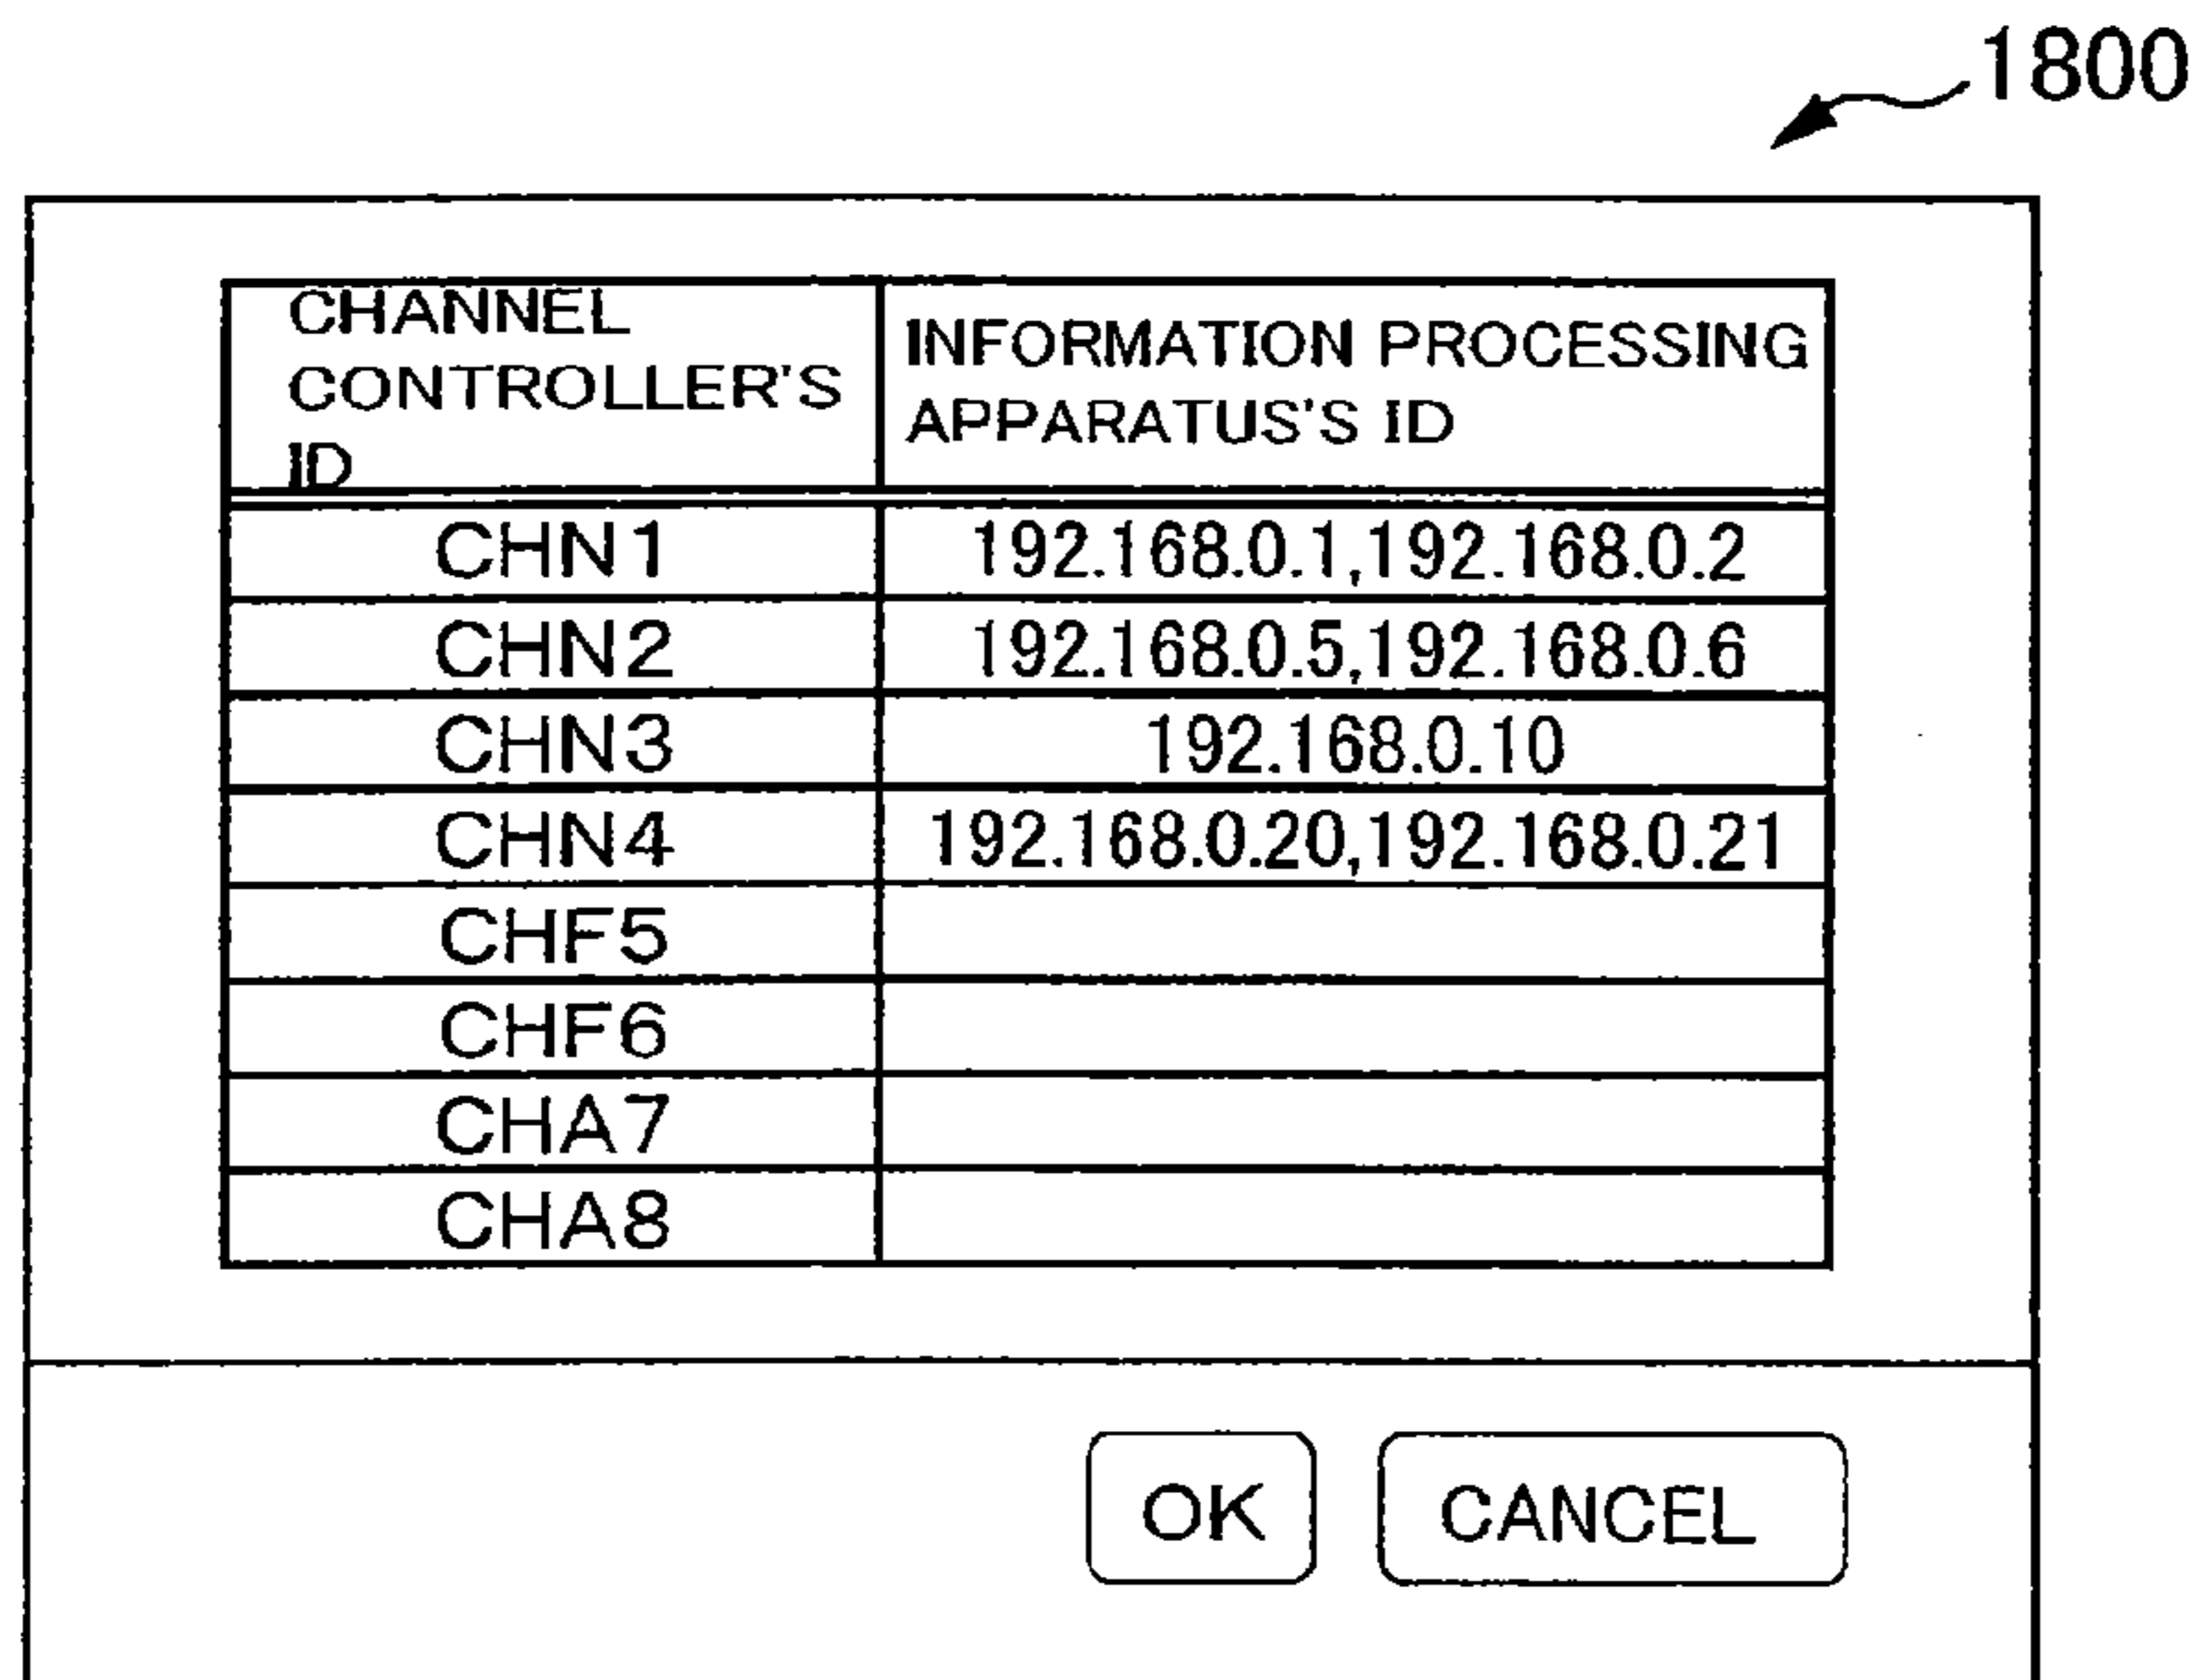 1800
CHANNEL
CONTROLLER'S
ID
INFORMATION PROCESSING
APPARATUS'S ID
CHN1 192.168.0.1,192.168.0.2
CHN2 192.168.0.5,192.168.0.6
CHN3 192.168.0.10
CHN4 192.168.0.20,192.168.0.21
CHF5
CHF6
CHA7
CHA8
OK CANCEL